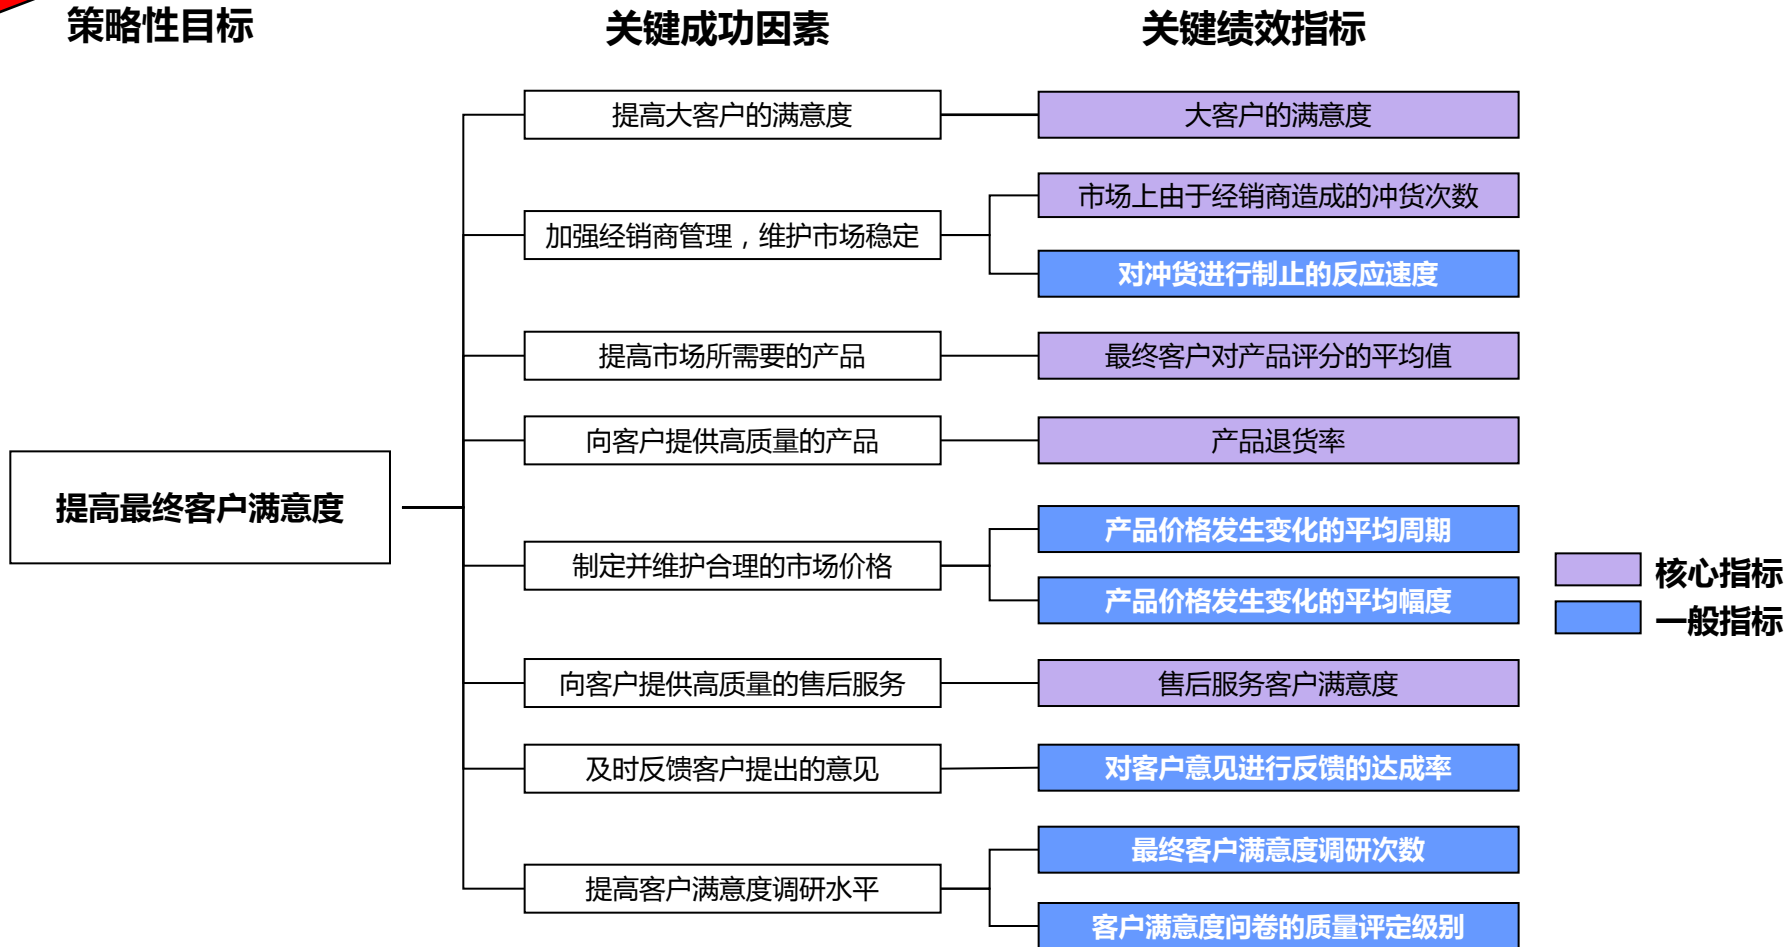 策略性目标
关键成功因素
关键绩效指标
提高大客户的满意度
大客户的满意度
市场上由于经销商造成的冲货次数
加强经销商管理，维护市场稳定
对冲货进行制止的反应速度
提高市场所需要的产品
最终客户对产品评分的平均值
向客户提供高质量的产品
产品退货率
提高最终客户满意度
产品价格发生变化的平均周期
制定并维护合理的市场价格
产品价格发生变化的平均幅度
核心指标
一般指标
向客户提供高质量的售后服务
售后服务客户满意度
及时反馈客户提出的意见
对客户意见进行反馈的达成率
最终客户满意度调研次数
提高客户满意度调研水平
客户满意度问卷的质量评定级别